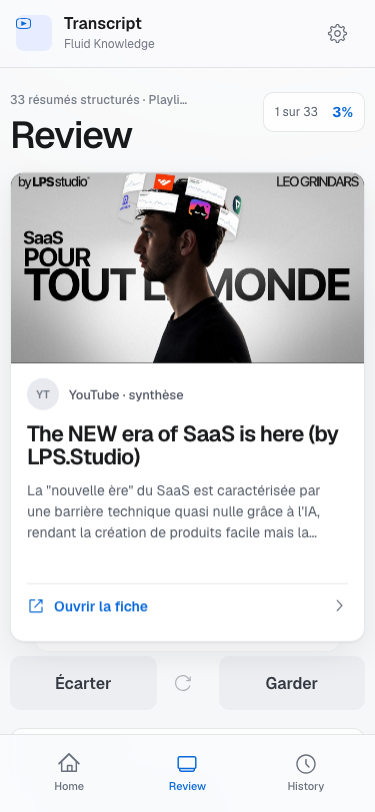 Transcript
Fluid Knowledge
33 résumés structurés · Playli...
Review
1 sur 33 3%
by LPS studio
LEO GRINDARS
SaaS
POUR
TOUT LE MONDE
YT YouTube · synthèse
The NEW era of SaaS is here (by
LPS.Studio)
La "nouvelle ère" du SaaS est caractérisée par
une barrière technique quasi nulle grâce à l'IA,
rendant la création de produits facile mais la...
Ouvrir la fiche
Écarter
Garder
Home
Review
History